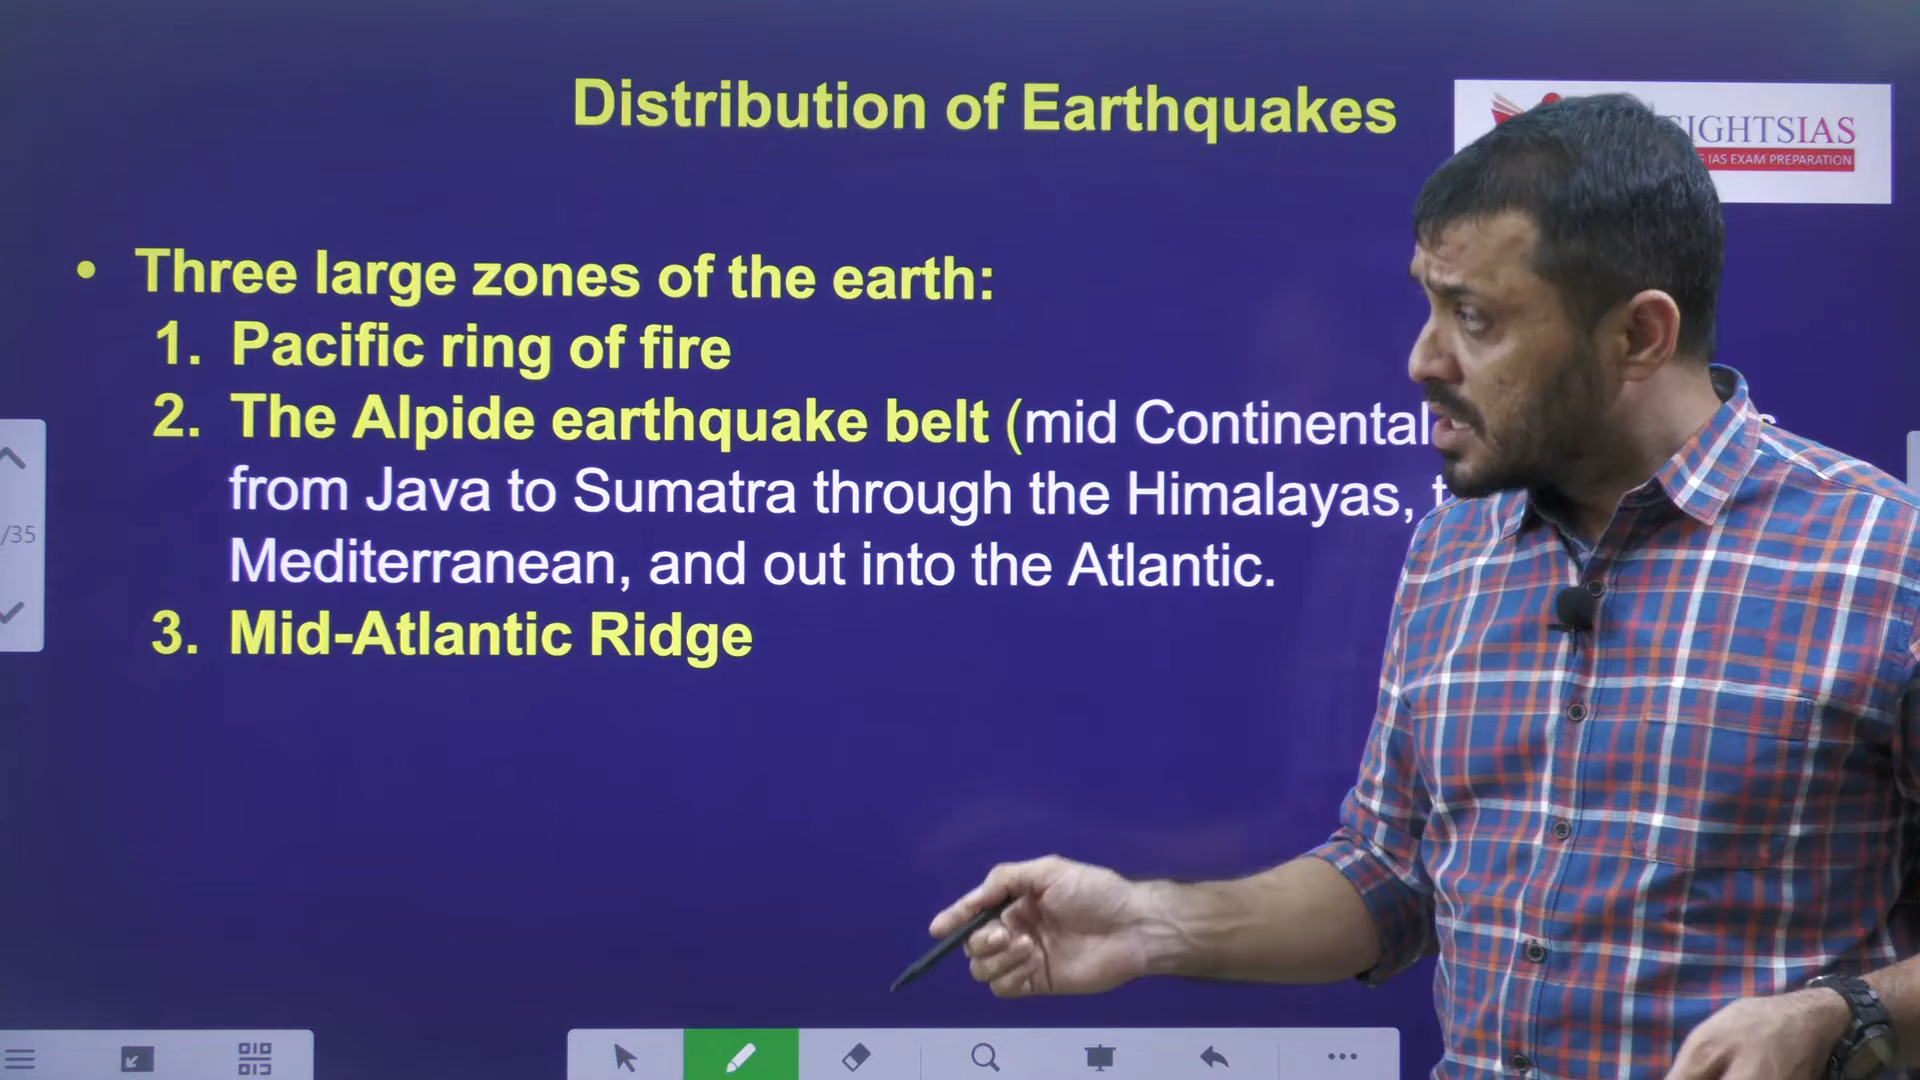 Distribution of Earthquakes
SIGHTSIAS
IAS EXAM PREPARATION
• Three large zones of the earth:
1. Pacific ring of fire
2. The Alpide earthquake belt (mid Continental
from Java to Sumatra through the Himalayas,
Mediterranean, and out into the Atlantic.
3. Mid-Atlantic Ridge
/35